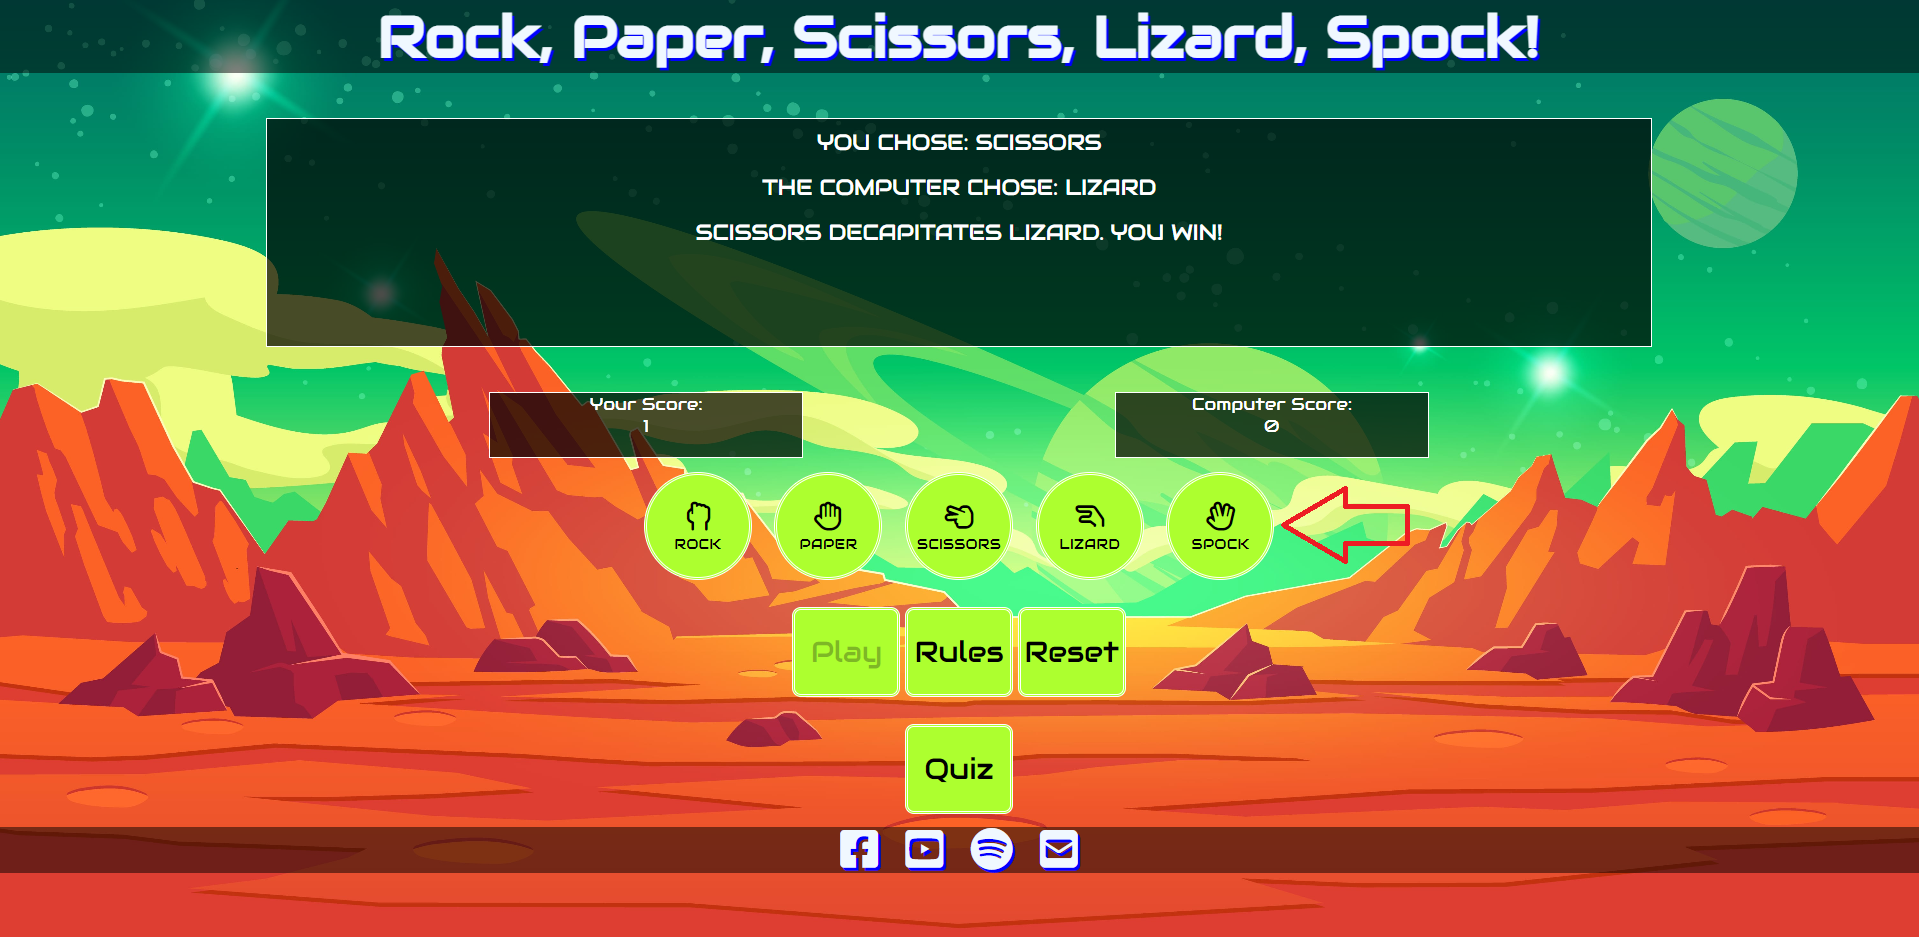 Rock, Paper, Scissors, Lizard, Spock!
YOU CHOSE: SCISSORS
THE COMPUTER CHOSE: LIZARD
SCISSORS DECAPITATES LIZARD. YOU WIN!
Your Score:
1
Computer Score:
0
ROCK
PAPER
SCISSORS
LIZARD
SPOCK
Play
Rules
Reset
Quiz